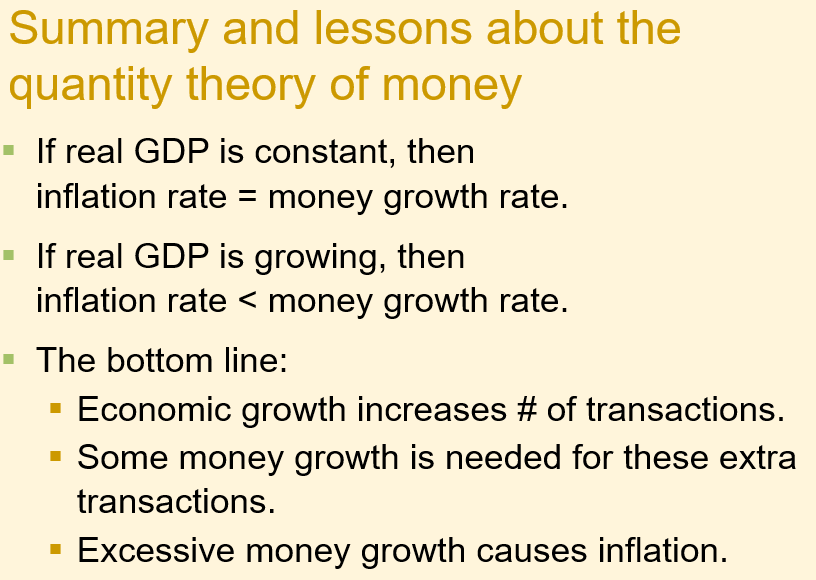 Summary and lessons about the
quantity theory of money
▪ If real GDP is constant, then
inflation rate = money growth rate.
▪ If real GDP is growing, then
inflation rate < money growth rate.
▪ The bottom line:
▪ Economic growth increases # of transactions.
▪ Some money growth is needed for these extra
transactions.
▪ Excessive money growth causes inflation.